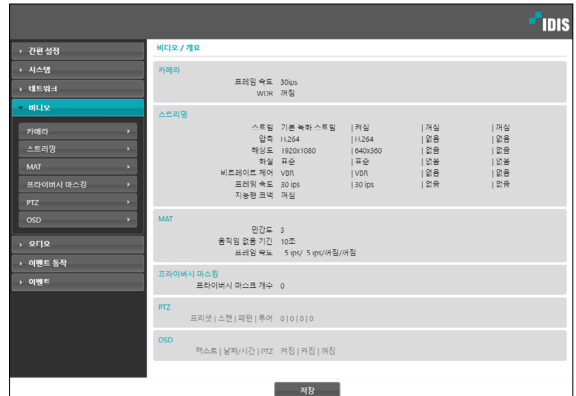 IDIS
간편 설정
시스템
네트워크
비디오
카메라
스트리밍
MAT
프라이버시 마스킹
PTZ
OSD
오디오
이벤트 동작
이벤트
비디오 / 개요
카메라
프레임 속도 30ips
WDR 꺼짐
스트리밍
스트림 기본 녹화 스트림 | 켜짐 | 꺼짐 | 꺼짐
압축 H.264 | H.264 | 없음 | 없음
해상도 1920x1080 | 640x360 | 없음 | 없음
화질 표준 | 표준 | 없음 | 없음
비트레이트 제어 VBR | VBR | 없음 | 없음
프레임 속도 30 ips | 30 ips | 없음 | 없음
지능형 코덱 꺼짐
MAT
민감도 3
움직임 없음 기간 10초
프레임 속도 5 ips/ 5 ips/꺼짐/꺼짐
프라이버시 마스킹
프라이버시 마스크 개수 0
PTZ
프리셋 | 스캔 | 패턴 | 투어 0 | 0 | 0 | 0
OSD
텍스트 | 날짜/시간 | PTZ 켜짐 | 켜짐 | 꺼짐
저장